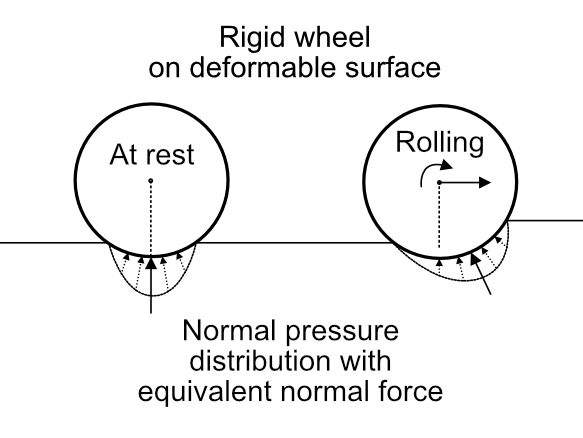 Rigid wheel
on deformable surface
At rest
Rolling
Normal pressure
distribution with
equivalent normal force